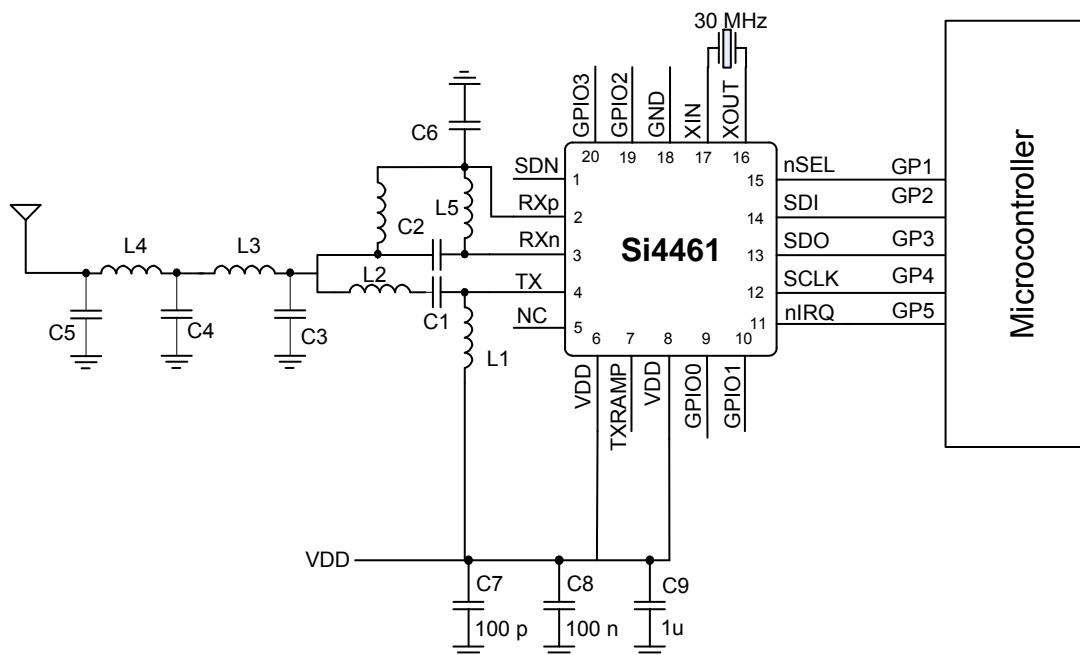 30 MHz
GPIO3
GPIO2
GND
XIN
XOUT
C6
20
19
18
17
16
SDN
1
RXp
2
L5
C2
RXn
3
L4
L3
L2
TX
4
C1
NC
5
C5
C4
C3
L1
Si4461
15
nSEL
GP1
14
SDI
GP2
13
SDO
GP3
12
SCLK
GP4
11
nIRQ
GP5
Microcontroller
6
7
8
9
10
VDD
TXRAMP
VDD
GPIO0
GPIO1
VDD
C7
100 p
C8
100 n
C9
1u